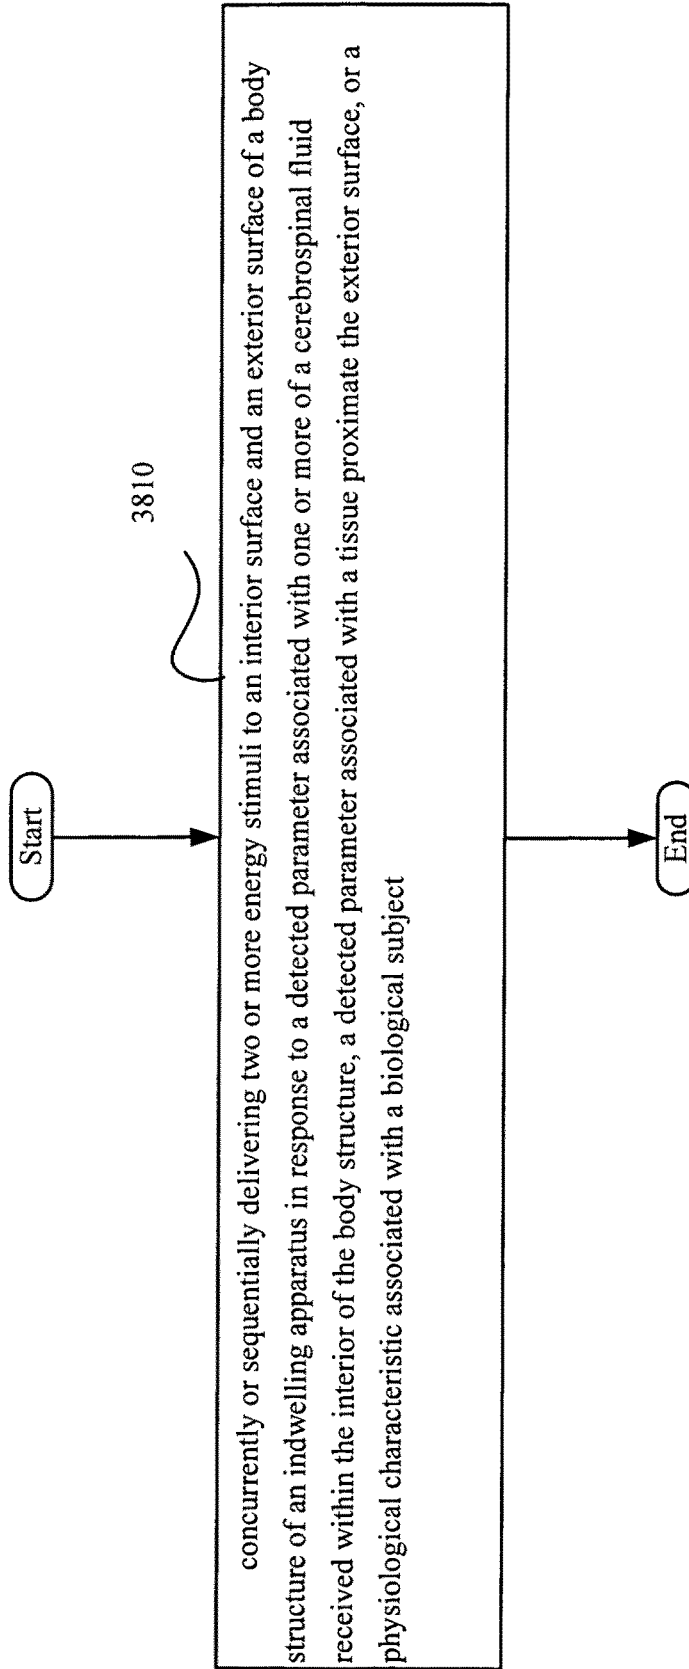 Start
3810
concurrently or sequentially delivering two or more energy stimuli to an interior surface and an exterior surface of a body
structure of an indwelling apparatus in response to a detected parameter associated with one or more of a cerebrospinal fluid
received within the interior of the body structure, a detected parameter associated with a tissue proximate the exterior surface, or a
physiological characteristic associated with a biological subject
End